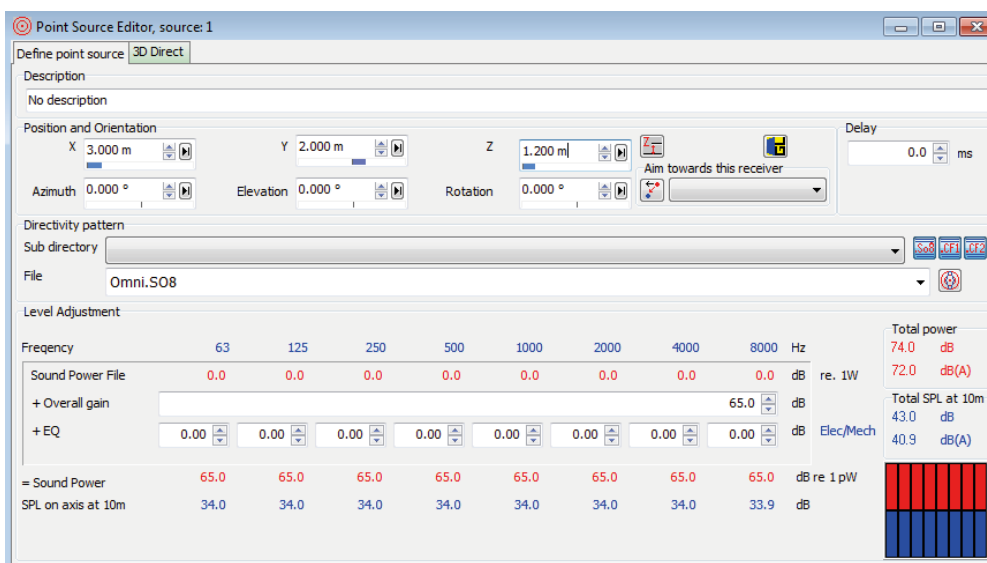 Point Source Editor, source: 1
Define point source 3D Direct
Description
No description
Position and Orientation Delay
X 3.000 m Y 2.000 m Z 1.200 m 0.0 ms
Aim towards this receiver
Azimuth 0.000 ° Elevation 0.000 ° Rotation 0.000 °
Directivity pattern
Sub directory .So8 .CF1 .CF2
File Omni.SO8
Level Adjustment
Total power
Freqency 63 125 250 500 1000 2000 4000 8000 Hz 74.0 dB
Sound Power File 0.0 0.0 0.0 0.0 0.0 0.0 0.0 0.0 dB re. 1W 72.0 dB(A)
+ Overall gain 65.0 dB Total SPL at 10m
43.0 dB
+ EQ 0.00 0.00 0.00 0.00 0.00 0.00 0.00 0.00 dB Elec/Mech 40.9 dB(A)
= Sound Power 65.0 65.0 65.0 65.0 65.0 65.0 65.0 65.0 dB re 1 pW
SPL on axis at 10m 34.0 34.0 34.0 34.0 34.0 34.0 34.0 33.9 dB